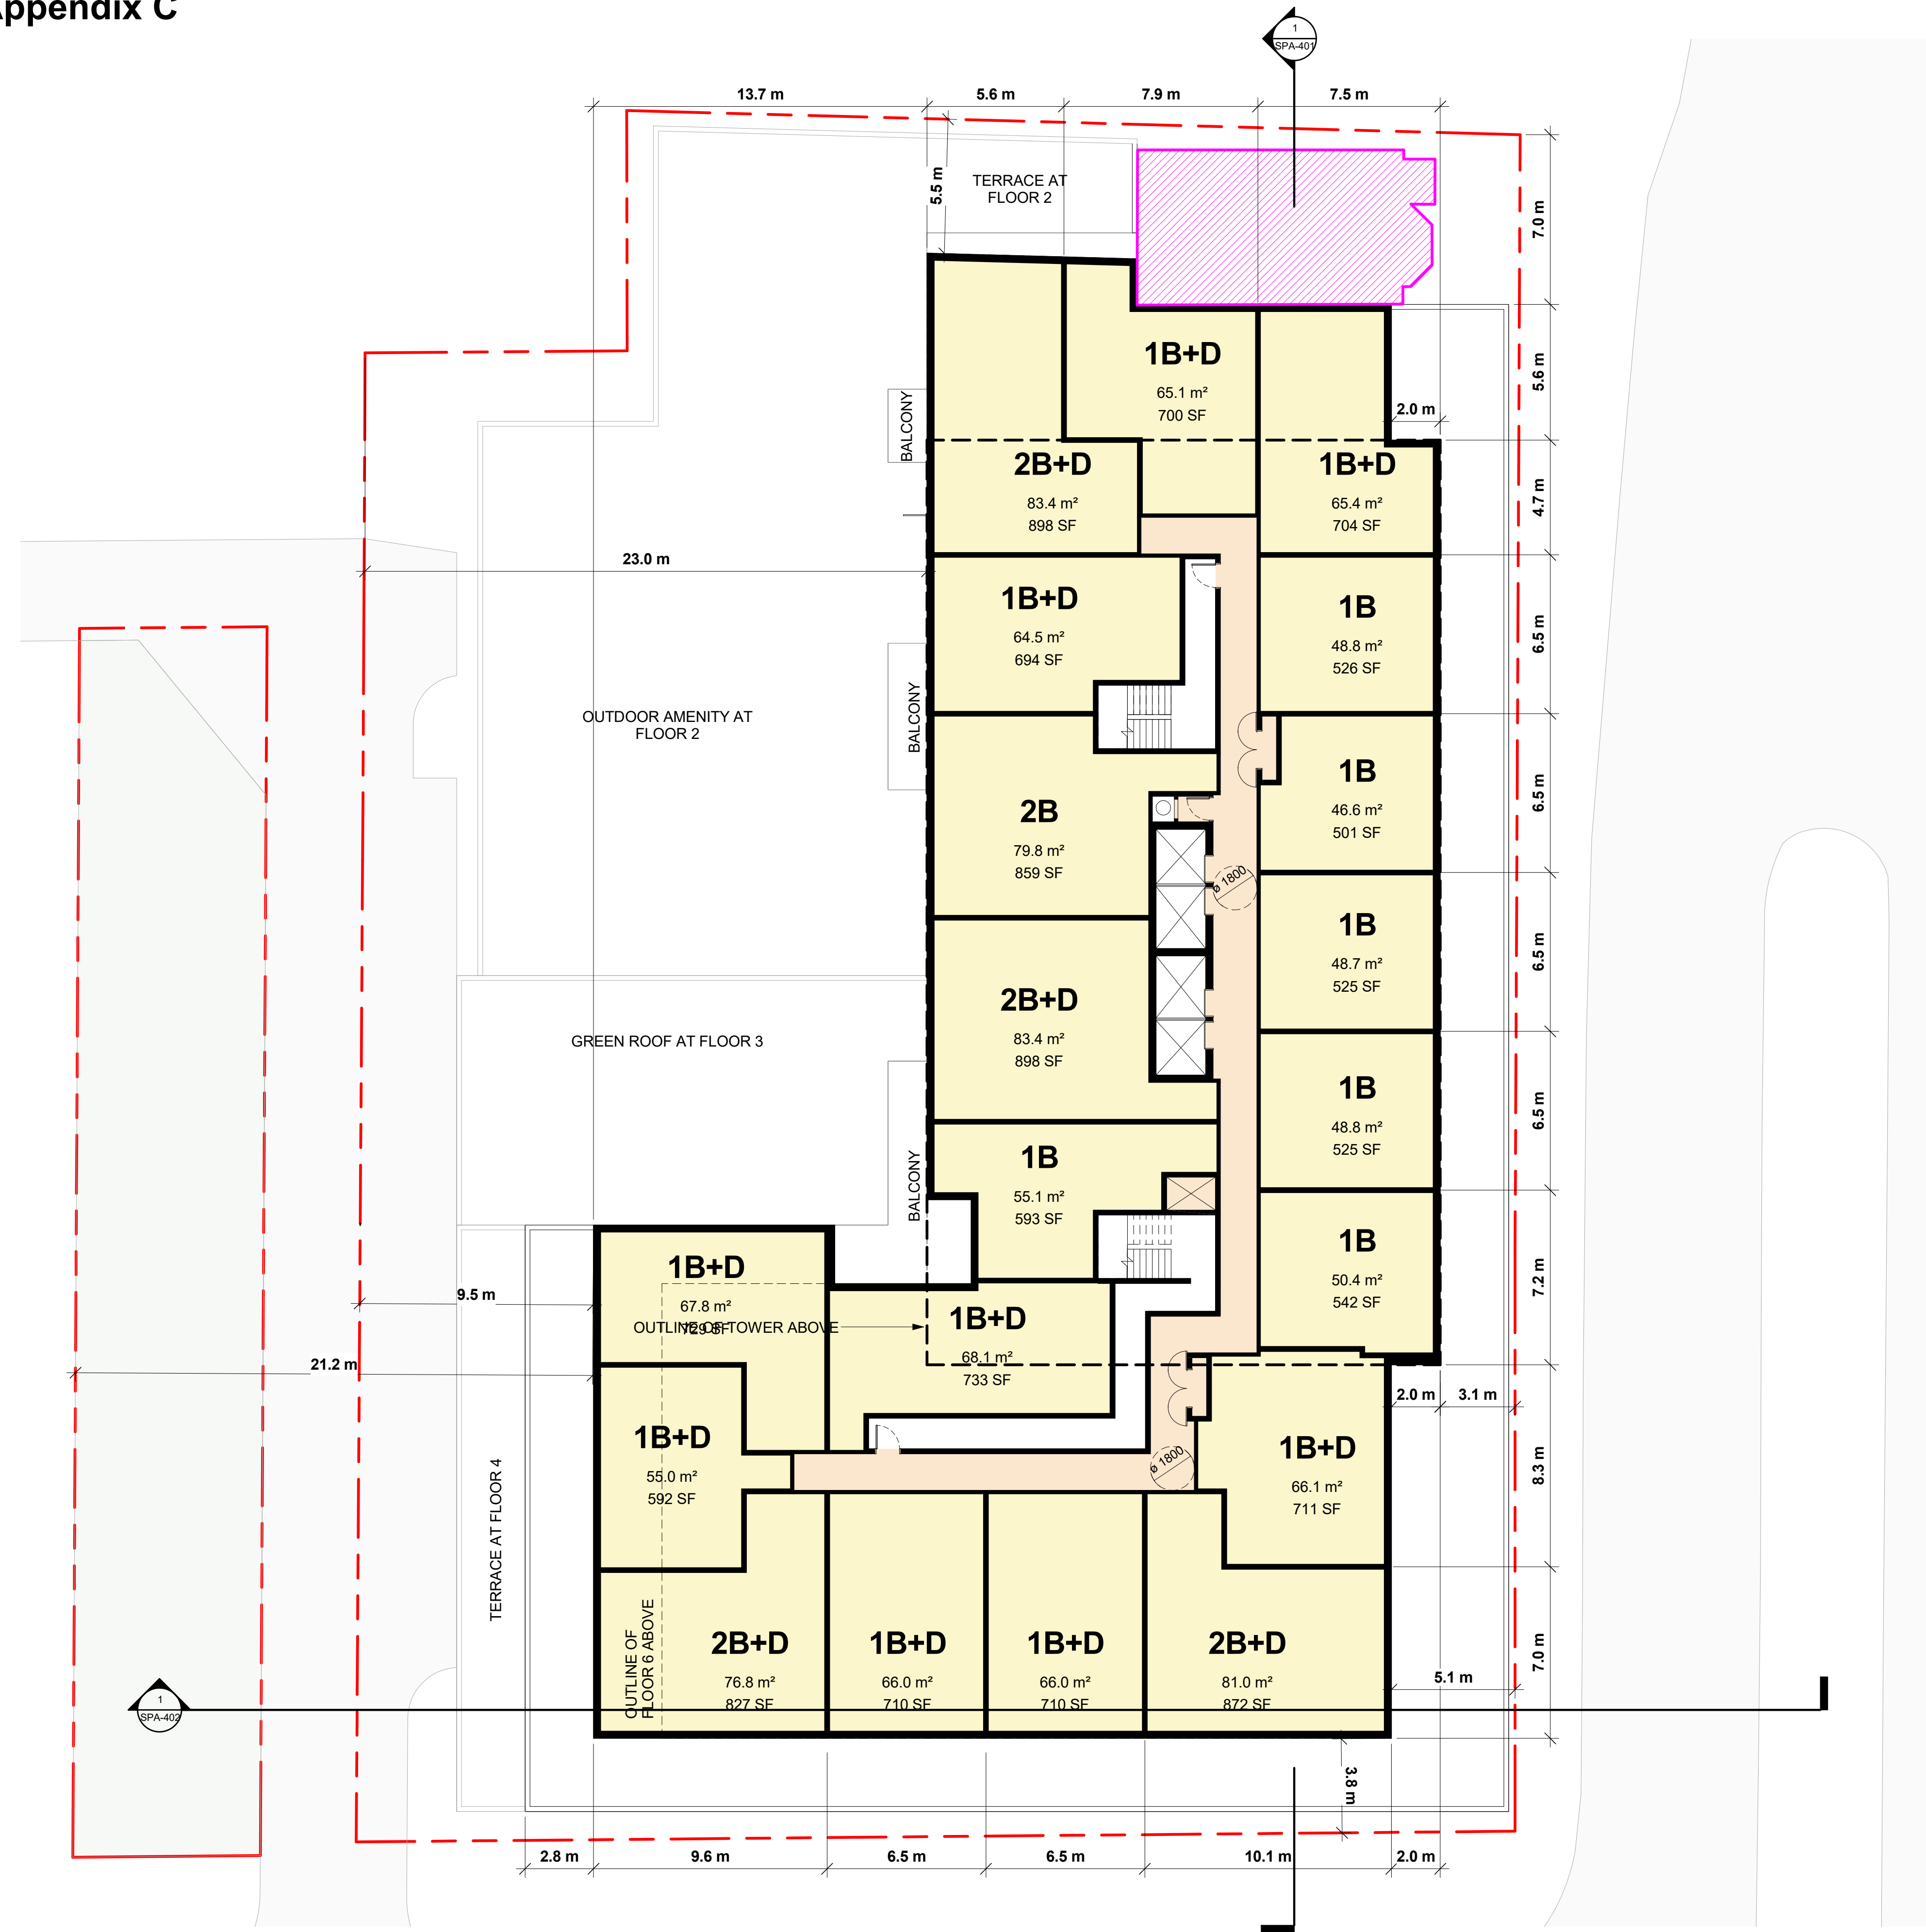 Appendix C
1
SPA-401
13.7 m
5.6 m
7.9 m
7.5 m
5.5 m
TERRACE AT
FLOOR 2
7.0 m
1B+D
65.1 m²
700 SF
5.6 m
2.0 m
BALCONY
2B+D
83.4 m²
898 SF
1B+D
65.4 m²
704 SF
4.7 m
23.0 m
1B+D
64.5 m²
694 SF
1B
48.8 m²
526 SF
6.5 m
OUTDOOR AMENITY AT
FLOOR 2
BALCONY
1B
46.6 m²
501 SF
6.5 m
2B
79.8 m²
859 SF
ø 1800
1B
48.7 m²
525 SF
6.5 m
2B+D
83.4 m²
898 SF
GREEN ROOF AT FLOOR 3
1B
48.8 m²
525 SF
6.5 m
BALCONY
1B
55.1 m²
593 SF
1B
50.4 m²
542 SF
7.2 m
1B+D
67.8 m²
729 SF
9.5 m
OUTLINE OF TOWER ABOVE
1B+D
68.1 m²
733 SF
21.2 m
2.0 m
3.1 m
1B+D
55.0 m²
592 SF
ø 1800
1B+D
66.1 m²
711 SF
8.3 m
TERRACE AT FLOOR 4
OUTLINE OF
FLOOR 6 ABOVE
2B+D
76.8 m²
827 SF
1B+D
66.0 m²
710 SF
1B+D
66.0 m²
710 SF
2B+D
81.0 m²
872 SF
7.0 m
5.1 m
1
SPA-402
3.8 m
2.8 m
9.6 m
6.5 m
6.5 m
10.1 m
2.0 m